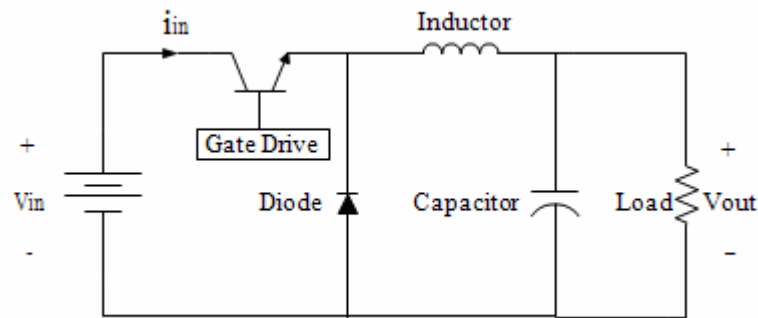 iin
Inductor
Gate Drive
+
+
Vin
Diode
Capacitor
Load
Vout
-
-